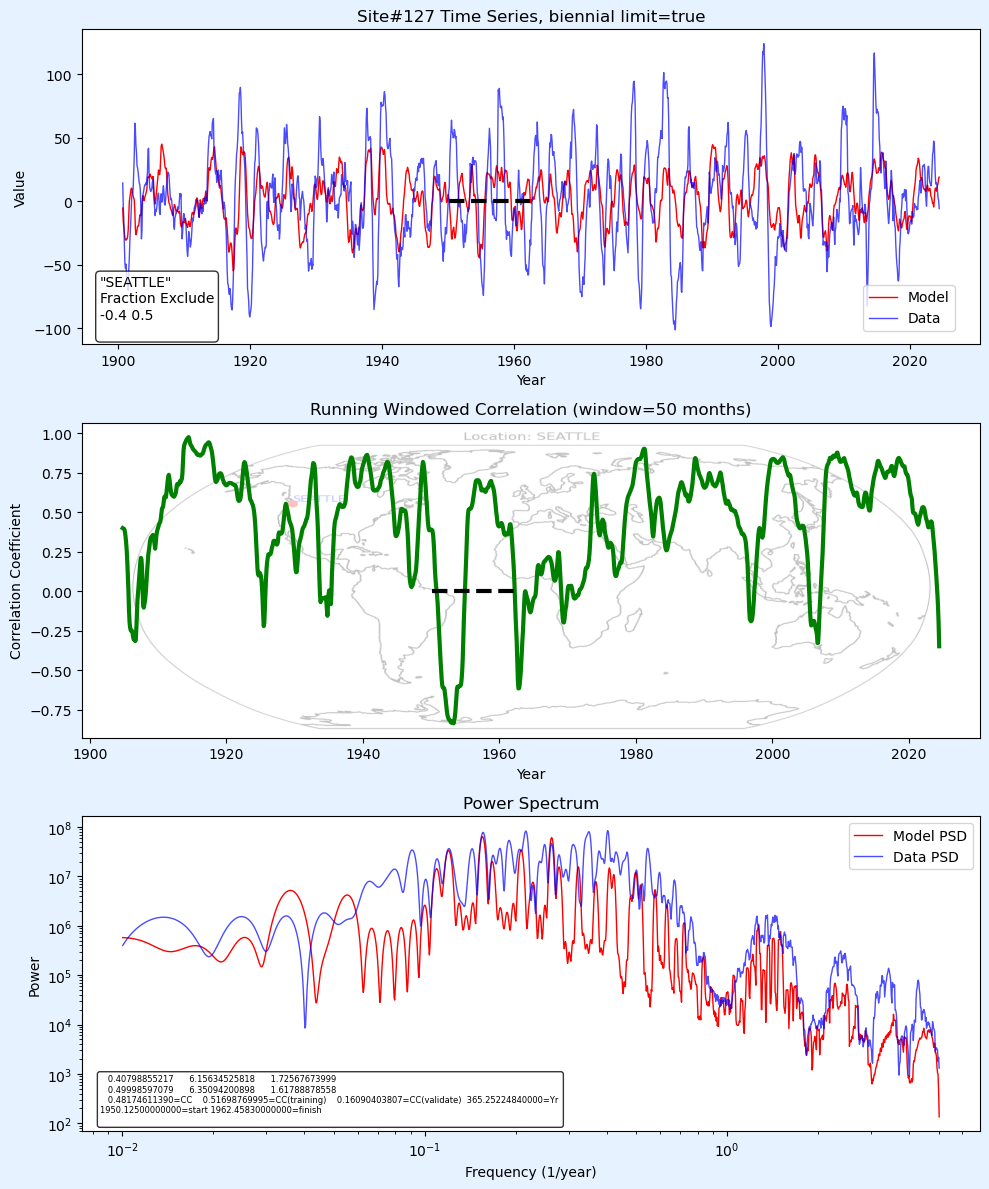 Site#127 Time Series, biennial limit=true
Value
100
50
0
−50
−100
"SEATTLE"
Fraction Exclude
-0.4 0.5
Model
Data
1900 1920 1940 1960 1980 2000 2020
Year
Running Windowed Correlation (window=50 months)
Correlation Coefficient
1.00
0.75
0.50
0.25
0.00
−0.25
−0.50
−0.75
Location: SEATTLE
SEATTLE
1900 1920 1940 1960 1980 2000 2020
Year
Power Spectrum
Power
10^8
10^7
10^6
10^5
10^4
10^3
10^2
Model PSD
Data PSD
0.40798855217 6.15634525818 1.72567673999
0.49998597079 6.35094200898 1.61788878558
0.48174611390=CC 0.51698769995=CC(training) 0.16090403807=CC(validate) 365.25224840000=Yr
1950.12500000000=start 1962.45830000000=finish
10^−2 10^−1 10^0
Frequency (1/year)